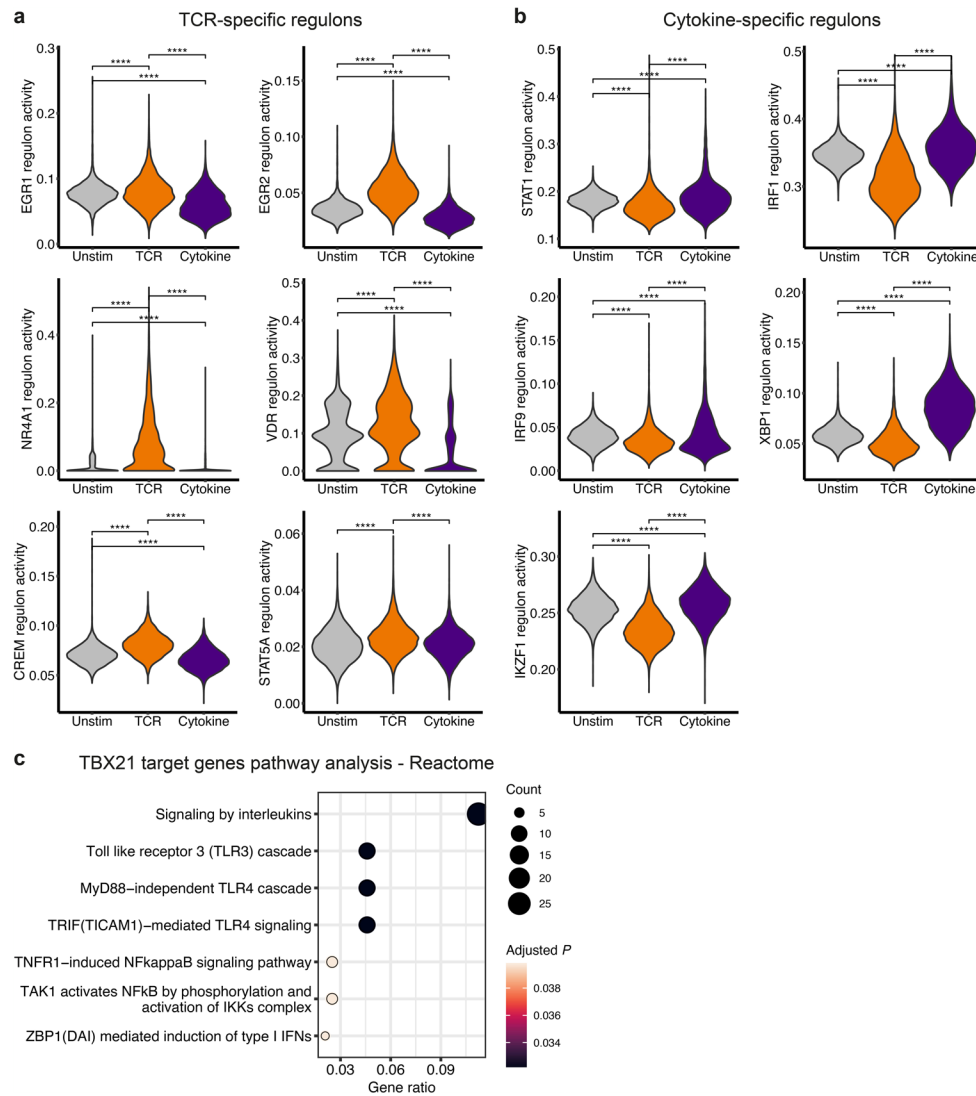 a
TCR-specific regulons
EGR1 regulon activity
0.3
0.2
0.1
0.0
****
****
****
Unstim TCR Cytokine
EGR2 regulon activity
0.15
0.10
0.05
****
****
****
Unstim TCR Cytokine
NR4A1 regulon activity
0.4
0.2
0.0
****
****
****
Unstim TCR Cytokine
VDR regulon activity
0.5
0.4
0.3
0.2
0.1
0.0
****
****
****
Unstim TCR Cytokine
CREM regulon activity
0.20
0.15
0.10
0.05
****
****
****
Unstim TCR Cytokine
STAT5A regulon activity
0.06
0.04
0.02
0.00
****
****
Unstim TCR Cytokine
b
Cytokine-specific regulons
STAT1 regulon activity
0.5
0.4
0.3
0.2
0.1
****
****
****
Unstim TCR Cytokine
IRF1 regulon activity
0.5
0.4
0.3
****
****
****
Unstim TCR Cytokine
IRF9 regulon activity
0.20
0.15
0.10
0.05
0.00
****
****
****
Unstim TCR Cytokine
XBP1 regulon activity
0.20
0.15
0.10
0.05
****
****
****
Unstim TCR Cytokine
IKZF1 regulon activity
0.30
0.25
0.20
****
****
****
Unstim TCR Cytokine
c
TBX21 target genes pathway analysis - Reactome
Signaling by interleukins
Toll like receptor 3 (TLR3) cascade
MyD88-independent TLR4 cascade
TRIF(TICAM1)-mediated TLR4 signaling
TNFR1-induced NFkappaB signaling pathway
TAK1 activates NFkB by phosphorylation and
activation of IKKs complex
ZBP1(DAI) mediated induction of type I IFNs
0.03 0.06 0.09
Gene ratio
Count
5
10
15
20
25
Adjusted P
0.038
0.036
0.034